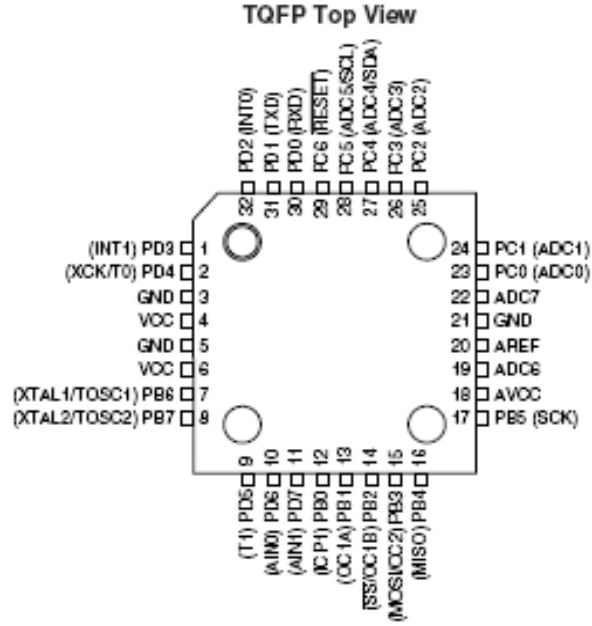 TQFP Top View
PD2 (INT0)
PD1 (TXD)
PD0 (RXD)
PC6 (RESET)
PC5 (ADC5/SCL)
PC4 (ADC4/SDA)
PC3 (ADC3)
PC2 (ADC2)
32 31 30 29 28 27 26 25
(INT1) PD3 1
(XCK/T0) PD4 2
GND 3
VCC 4
GND 5
VCC 6
(XTAL1/TOSC1) PB6 7
(XTAL2/TOSC2) PB7 8
24 PC1 (ADC1)
23 PC0 (ADC0)
22 ADC7
21 GND
20 AREF
19 ADC6
18 AVCC
17 PB5 (SCK)
9 10 11 12 13 14 15 16
(T1) PD5
(AIN0) PD6
(AIN1) PD7
(ICP1) PB0
(OC1A) PB1
(SS/OC1B) PB2
(MOSI/OC2) PB3
(MISO) PB4